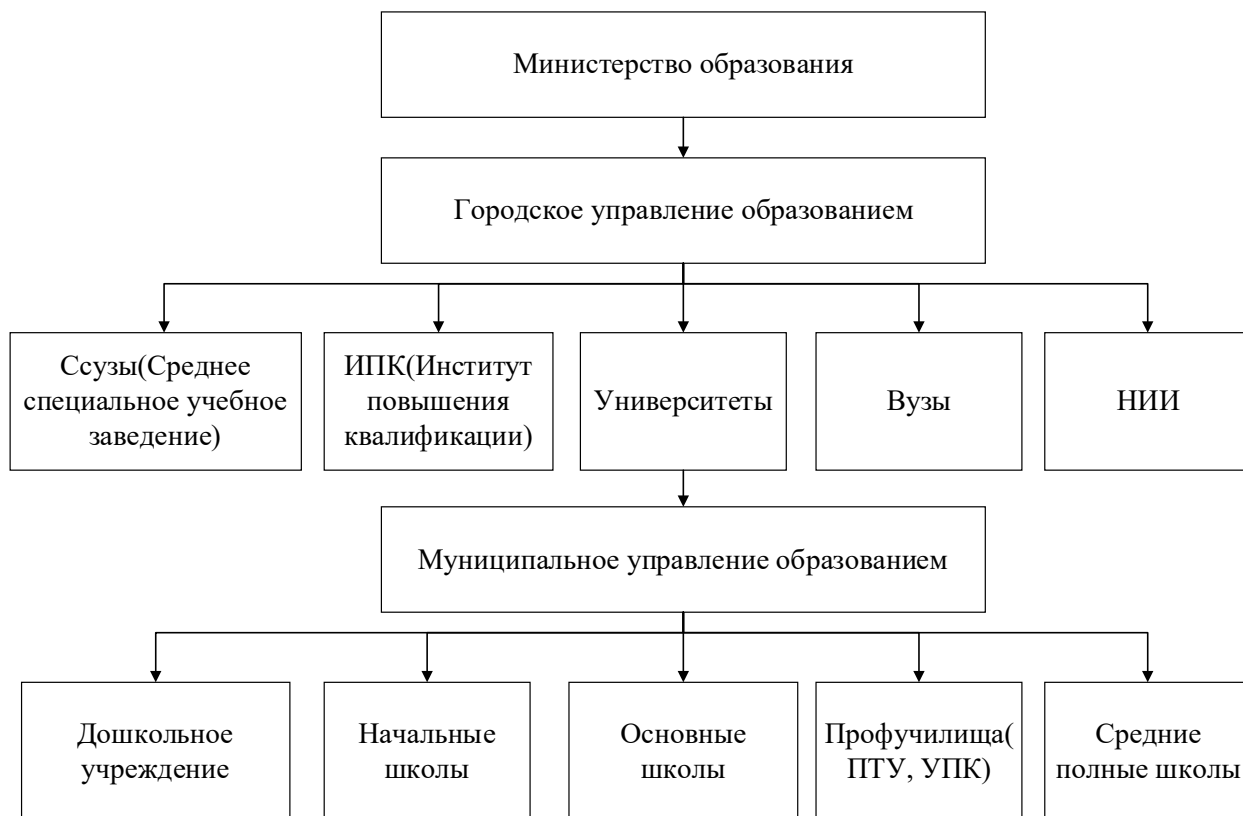 Министерство образования
Городское управление образованием
Ссузы(Среднее
специальное учебное
заведение)
ИПК(Институт
повышения
квалификации)
Университеты
Вузы
НИИ
Муниципальное управление образованием
Дошкольное
учреждение
Начальные
школы
Основные
школы
Профучилища(
ПТУ, УПК)
Средние
полные школы